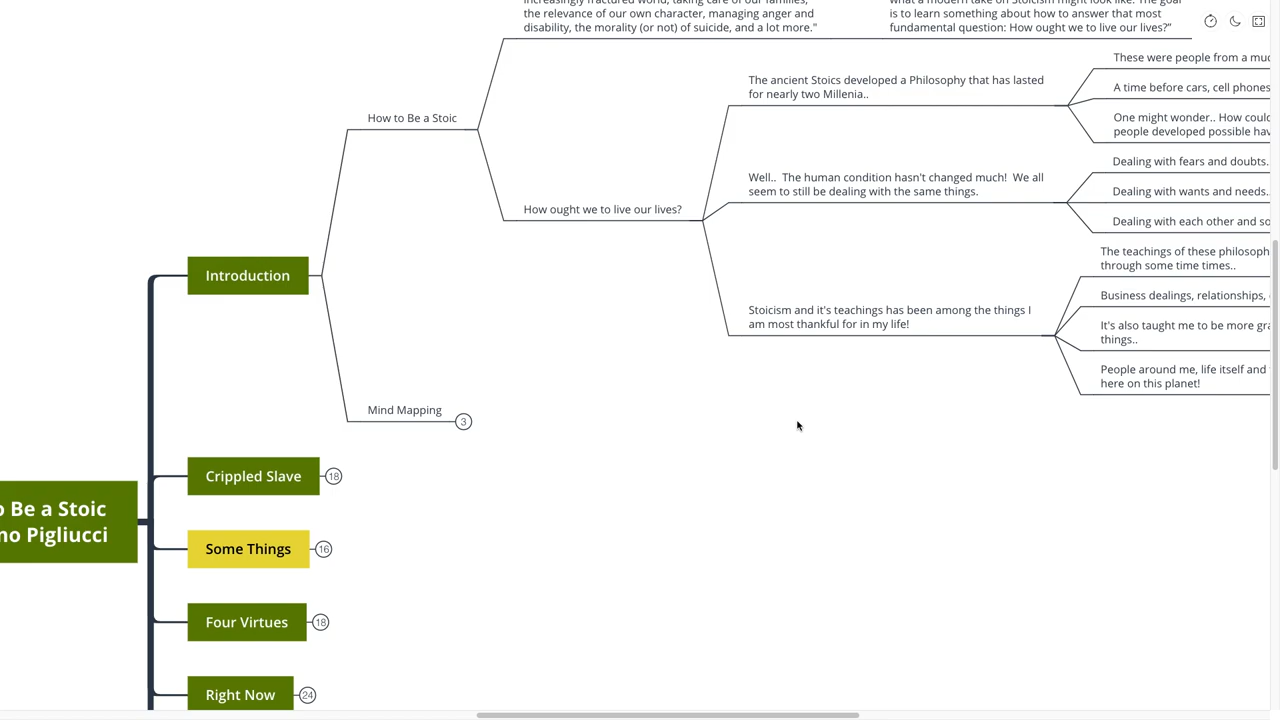 increasingly fractured world, taking care of our families,
the relevance of our own character, managing anger and
disability, the morality (or not) of suicide, and a lot more."
what a modern take on Stoicism might look like. The goal
is to learn something about how to answer that most
fundamental question: How ought we to live our lives?"
How to Be a Stoic
How ought we to live our lives?
The ancient Stoics developed a Philosophy that has lasted
for nearly two Millenia..
These were people from a muc
A time before cars, cell phones
One might wonder.. How could
people developed possible hav
Well..  The human condition hasn't changed much!  We all
seem to still be dealing with the same things.
Dealing with fears and doubts.
Dealing with wants and needs..
Dealing with each other and so
Stoicism and it's teachings has been among the things I
am most thankful for in my life!
The teachings of these philosoph
through some time times..
Business dealings, relationships,
It's also taught me to be more gra
things..
People around me, life itself and
here on this planet!
Introduction
Mind Mapping
3
Crippled Slave
18
o Be a Stoic
no Pigliucci
Some Things
16
Four Virtues
18
Right Now
24